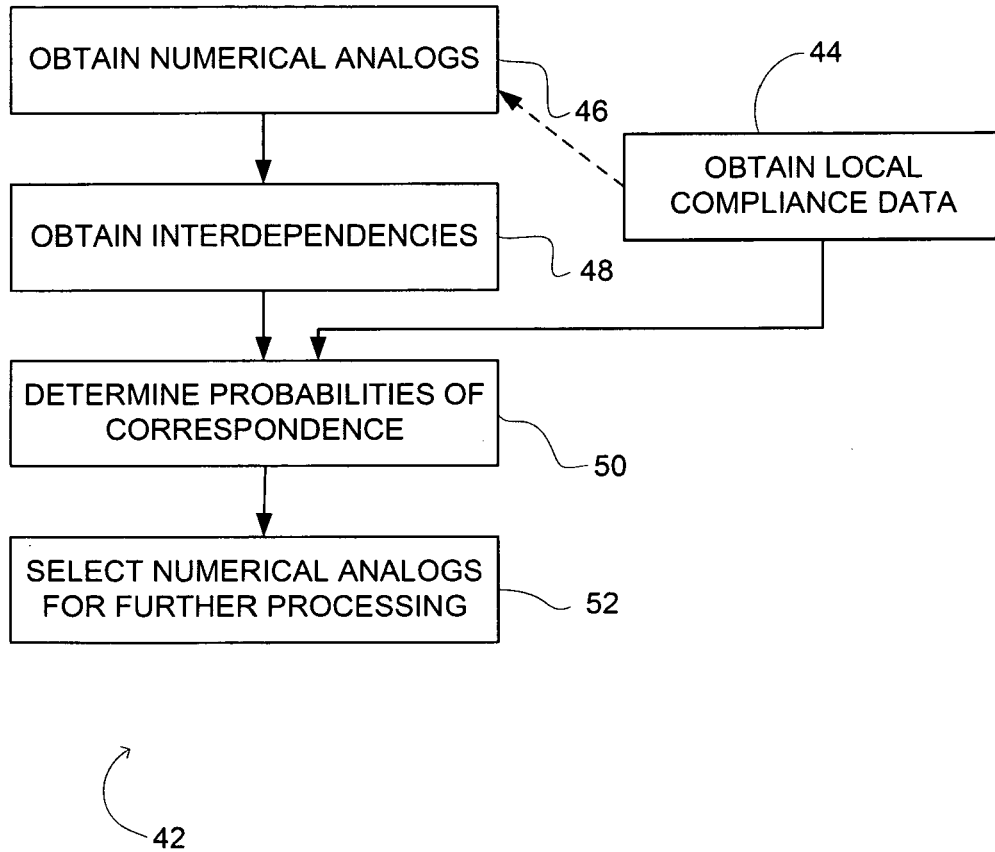 OBTAIN NUMERICAL ANALOGS
46
44
OBTAIN LOCAL
COMPLIANCE DATA
OBTAIN INTERDEPENDENCIES
48
DETERMINE PROBABILITIES OF
CORRESPONDENCE
50
SELECT NUMERICAL ANALOGS
FOR FURTHER PROCESSING
52
42